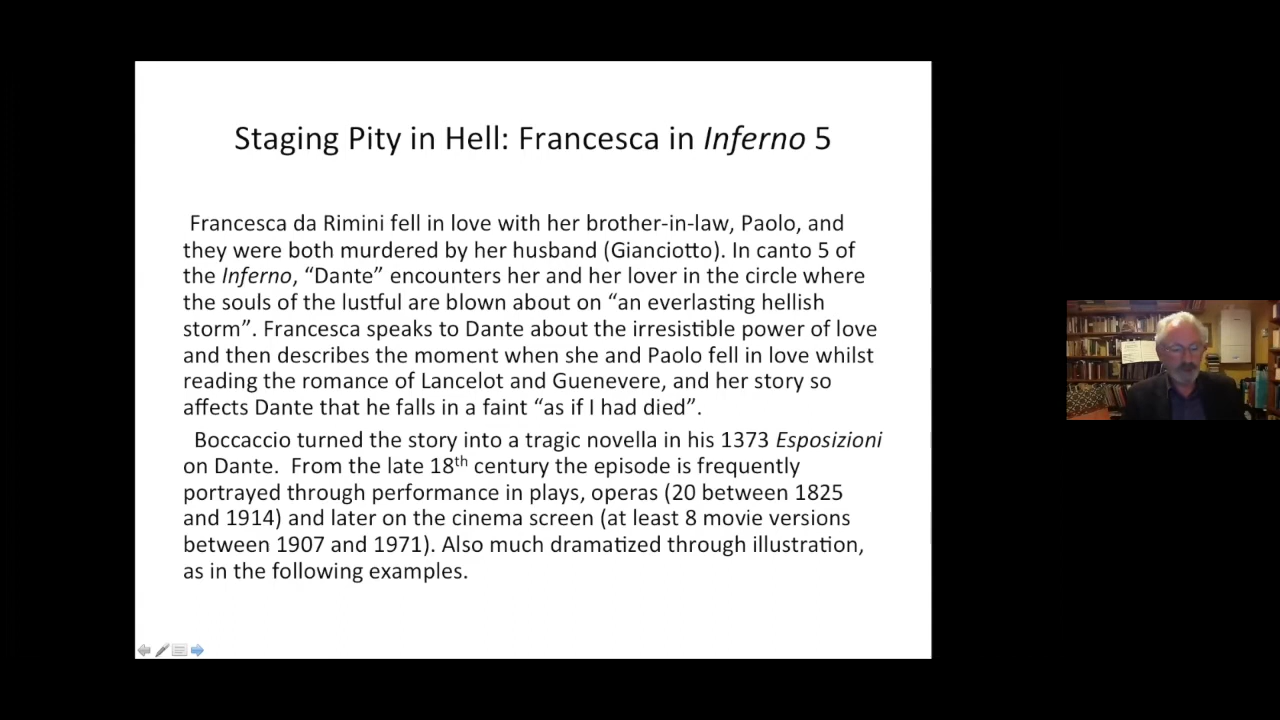 Staging Pity in Hell: Francesca in Inferno 5
Francesca da Rimini fell in love with her brother-in-law, Paolo, and
they were both murdered by her husband (Gianciotto). In canto 5 of
the Inferno, “Dante” encounters her and her lover in the circle where
the souls of the lustful are blown about on “an everlasting hellish
storm”. Francesca speaks to Dante about the irresistible power of love
and then describes the moment when she and Paolo fell in love whilst
reading the romance of Lancelot and Guenevere, and her story so
affects Dante that he falls in a faint “as if I had died”.
Boccaccio turned the story into a tragic novella in his 1373 Esposizioni
on Dante.  From the late 18th century the episode is frequently
portrayed through performance in plays, operas (20 between 1825
and 1914) and later on the cinema screen (at least 8 movie versions
between 1907 and 1971). Also much dramatized through illustration,
as in the following examples.